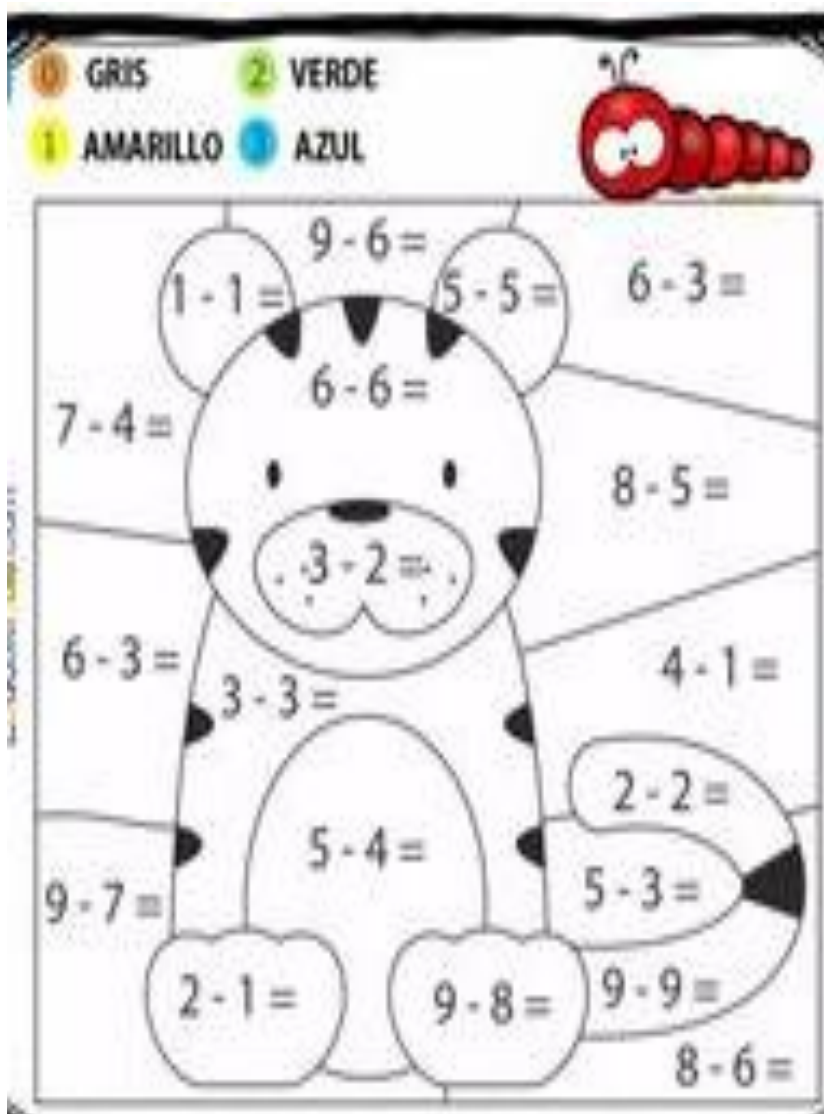 0 GRIS 2 VERDE
1 AMARILLO 3 AZUL
9 - 6 =
1 - 1 = 5 - 5 = 6 - 3 =
6 - 6 =
7 - 4 =
8 - 5 =
3 - 2 =
6 - 3 = 4 - 1 =
3 - 3 =
2 - 2 =
5 - 4 =
9 - 7 = 5 - 3 =
2 - 1 = 9 - 8 = 9 - 9 =
8 - 6 =